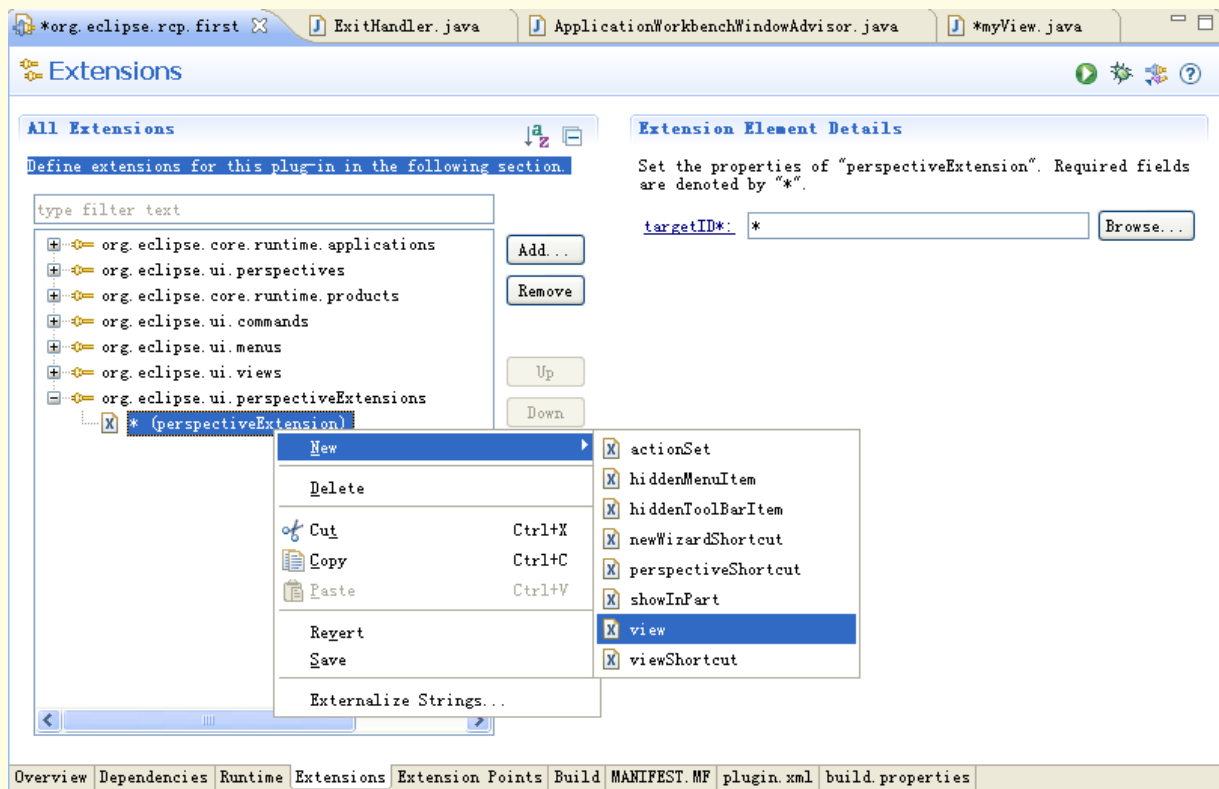 *org.eclipse.rcp.first ExitHandler.java ApplicationWorkbenchWindowAdvisor.java *myView.java
Extensions
All Extensions
Define extensions for this plug-in in the following section.
type filter text
org.eclipse.core.runtime.applications
org.eclipse.ui.perspectives
org.eclipse.core.runtime.products
org.eclipse.ui.commands
org.eclipse.ui.menus
org.eclipse.ui.views
org.eclipse.ui.perspectiveExtensions
* (perspectiveExtension)
Add...
Remove
Up
Down
Extension Element Details
Set the properties of "perspectiveExtension". Required fields
are denoted by "*".
targetID*: * Browse...
New
Delete
Cut Ctrl+X
Copy Ctrl+C
Paste Ctrl+V
Revert
Save
Externalize Strings...
actionSet
hiddenMenuItem
hiddenToolBarItem
newWizardShortcut
perspectiveShortcut
showInPart
view
viewShortcut
Overview Dependencies Runtime Extensions Extension Points Build MANIFEST.MF plugin.xml build.properties